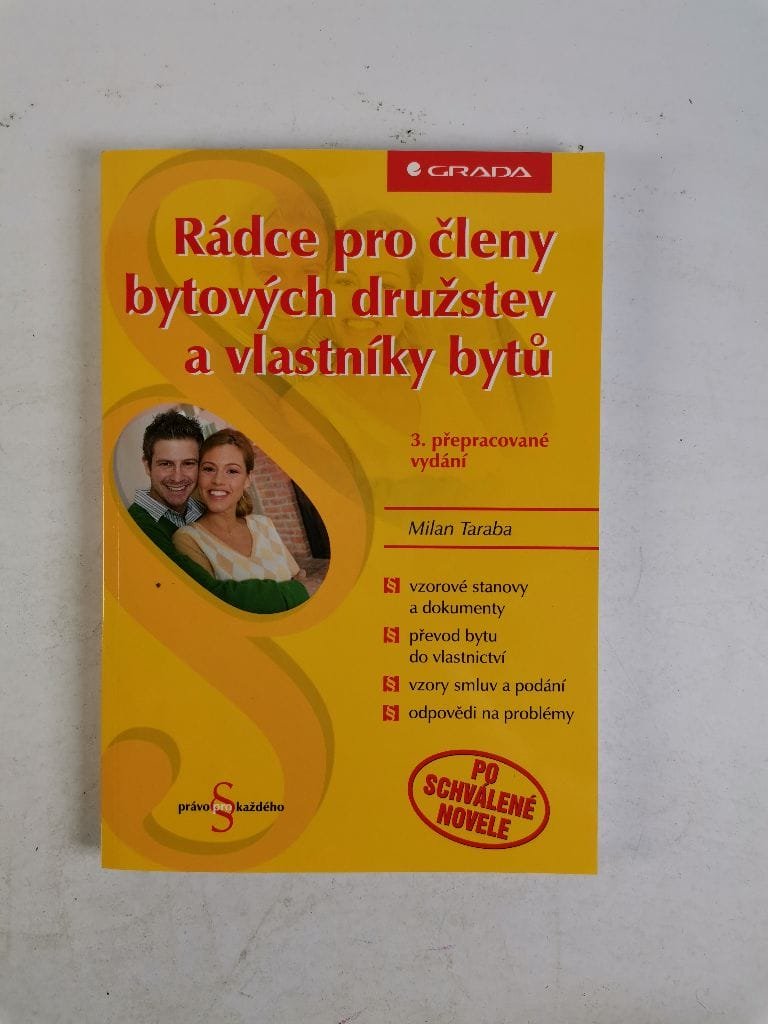 GRADA
Rádce pro členy
bytových družstev
a vlastníky bytů
3. přepracované
vydání
Milan Taraba
§ vzorové stanovy
a dokumenty
§ převod bytu
do vlastnictví
§ vzory smluv a podání
§ odpovědi na problémy
PO
SCHVÁLENÉ
NOVELE
právo pro každého
§